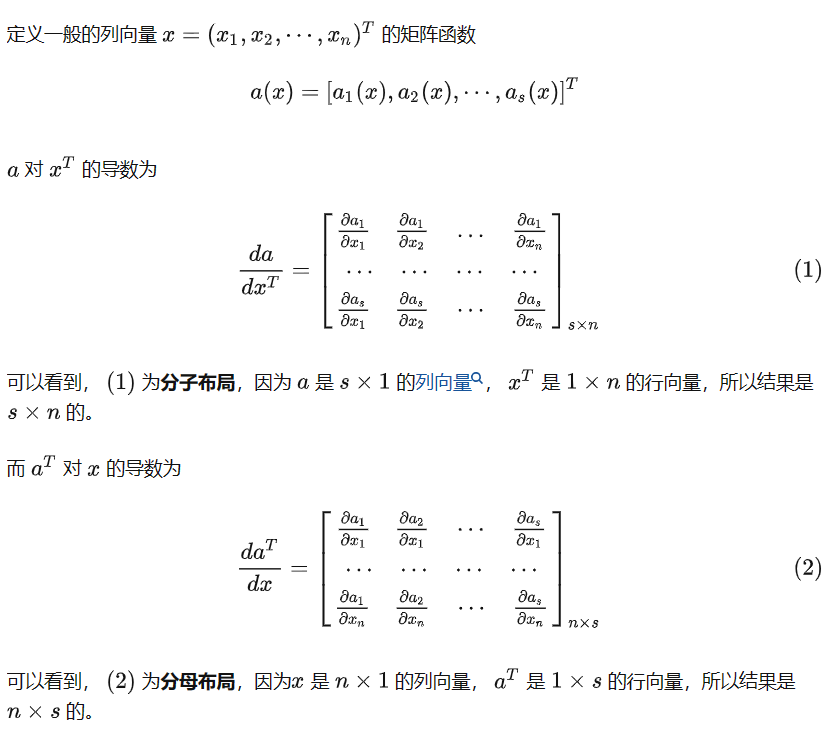 定义一般的列向量 $x = (x_1, x_2, \cdots, x_n)^T$ 的矩阵函数
$a(x) = [a_1(x), a_2(x), \cdots, a_s(x)]^T$
$a$ 对 $x^T$ 的导数为
$\frac{da}{dx^T} = \begin{bmatrix} \frac{\partial a_1}{\partial x_1} & \frac{\partial a_1}{\partial x_2} & \cdots & \frac{\partial a_1}{\partial x_n} \\ \cdots & \cdots & \cdots & \cdots \\ \frac{\partial a_s}{\partial x_1} & \frac{\partial a_s}{\partial x_2} & \cdots & \frac{\partial a_s}{\partial x_n} \end{bmatrix}_{s \times n}$ (1)
可以看到， (1) 为分子布局，因为 $a$ 是 $s \times 1$ 的列向量， $x^T$ 是 $1 \times n$ 的行向量，所以结果是
$s \times n$ 的。
而 $a^T$ 对 $x$ 的导数为
$\frac{da^T}{dx} = \begin{bmatrix} \frac{\partial a_1}{\partial x_1} & \frac{\partial a_2}{\partial x_1} & \cdots & \frac{\partial a_s}{\partial x_1} \\ \cdots & \cdots & \cdots & \cdots \\ \frac{\partial a_1}{\partial x_n} & \frac{\partial a_2}{\partial x_n} & \cdots & \frac{\partial a_s}{\partial x_n} \end{bmatrix}_{n \times s}$ (2)
可以看到， (2) 为分母布局，因为$x$ 是 $n \times 1$ 的列向量， $a^T$ 是 $1 \times s$ 的行向量，所以结果是
$n \times s$ 的。